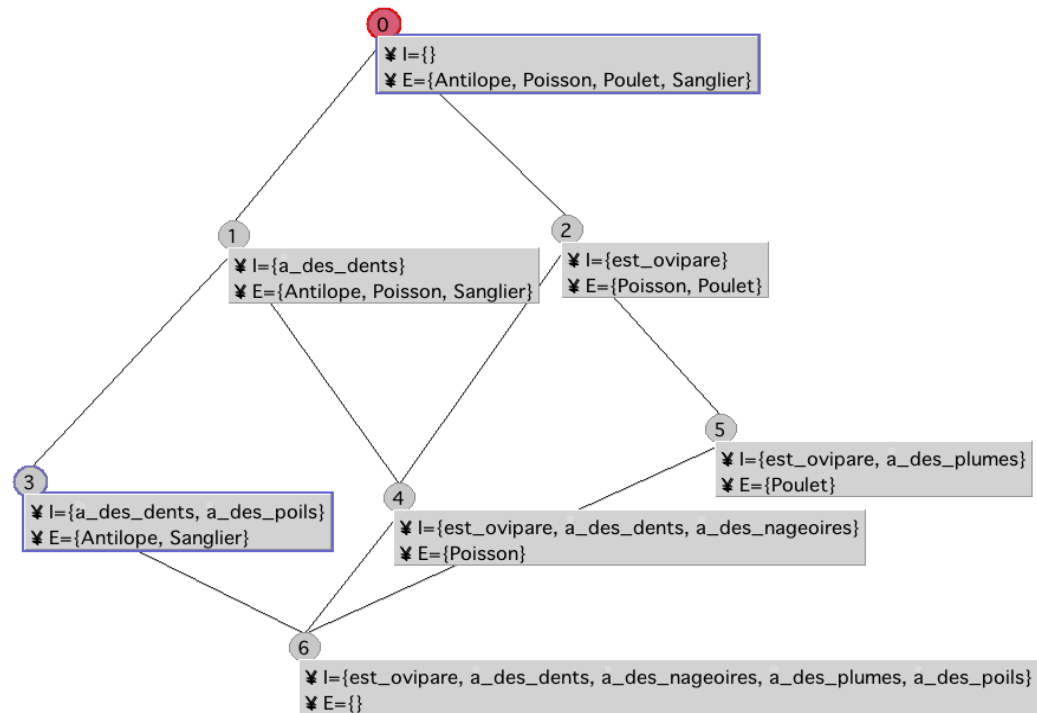 0
¥ I={}
¥ E={Antilope, Poisson, Poulet, Sanglier}
1
¥ I={a_des_dents}
¥ E={Antilope, Poisson, Sanglier}
2
¥ I={est_ovipare}
¥ E={Poisson, Poulet}
3
¥ I={a_des_dents, a_des_poils}
¥ E={Antilope, Sanglier}
4
¥ I={est_ovipare, a_des_dents, a_des_nageoires}
¥ E={Poisson}
5
¥ I={est_ovipare, a_des_plumes}
¥ E={Poulet}
6
¥ I={est_ovipare, a_des_dents, a_des_nageoires, a_des_plumes, a_des_poils}
¥ E={}